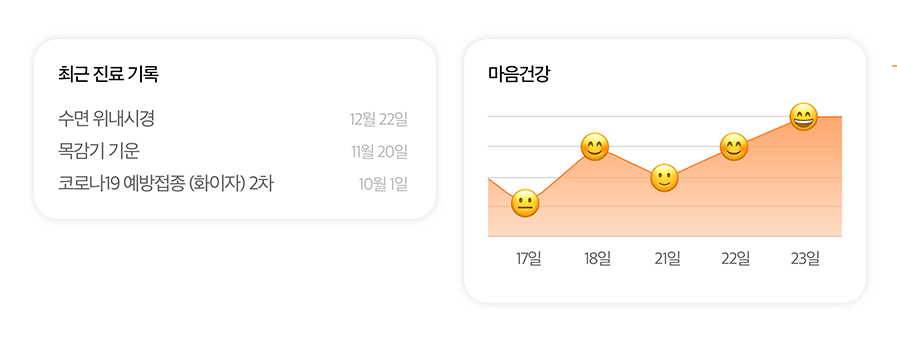 최근 진료 기록
수면 위내시경 12월 22일
목감기 기운 11월 20일
코로나19 예방접종 (화이자) 2차 10월 1일
마음건강
17일 18일 21일 22일 23일